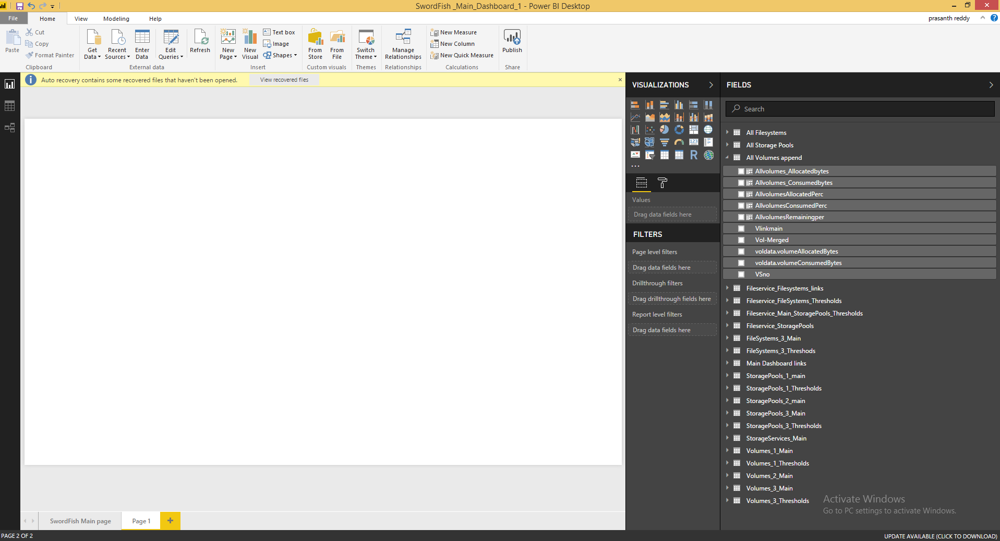 SwordFish _Main_Dashboard_1 - Power BI Desktop
File Home View Modeling Help prasanth reddy
Paste
Cut
Copy
Format Painter
Clipboard
Get Data
Recent Sources
Enter Data
Edit Queries
Refresh
External data
New Page
New Visual
Text box
Image
Shapes
Insert
From Store
From File
Custom visuals
Switch Theme
Themes
Manage Relationships
Relationships
New Measure
New Column
New Quick Measure
Calculations
Publish
Share
Auto recovery contains some recovered files that haven't been opened. View recovered files
VISUALIZATIONS
123
R
Values
Drag data fields here
FILTERS
Page level filters
Drag data fields here
Drillthrough filters
Drag drillthrough fields here
Report level filters
Drag data fields here
FIELDS
Search
All Filesystems
All Storage Pools
All Volumes append
Allvolumes_Allocatedbytes
Allvolumes_Consumedbytes
AllvolumesAllocatedPerc
AllvolumesConsumedPerc
AllvolumesRemainingper
Vlinkmain
Vol-Merged
voldata.volumeAllocatedBytes
voldata.volumeConsumedBytes
VSno
Fileservice_Filesystems_links
Fileservice_FileSystems_Thresholds
Fileservice_Main_StoragePools_Thresholds
Fileservice_StoragePools
FileSystems_3_Main
FileSystems_3_Threshods
Main Dashboard links
StoragePools_1_main
StoragePools_1_Thresholds
StoragePools_2_main
StoragePools_3_Main
StoragePools_3_Thresholds
StorageServices_Main
Volumes_1_Main
Volumes_1_Thresholds
Volumes_2_Main
Volumes_3_Main
Volumes_3_Thresholds
Activate Windows
Go to PC settings to activate Windows.
SwordFish Main page
Page 1
PAGE 2 OF 2
UPDATE AVAILABLE (CLICK TO DOWNLOAD)